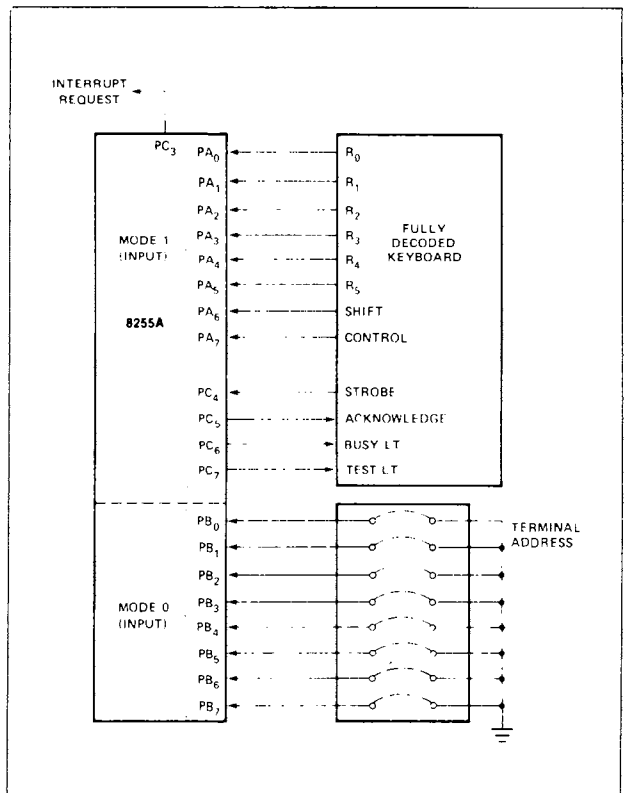 INTERRUPT
REQUEST
PC3
PA0 R0
PA1 R1
PA2 R2
PA3 R3
PA4 R4
PA5 R5
PA6 SHIFT
PA7 CONTROL
MODE 1
(INPUT)
8255A
FULLY
DECODED
KEYBOARD
PC4 STROBE
PC5 ACKNOWLEDGE
PC6 BUSY LT
PC7 TEST LT
PB0
PB1
PB2
PB3
PB4
PB5
PB6
PB7
MODE 0
(INPUT)
TERMINAL
ADDRESS